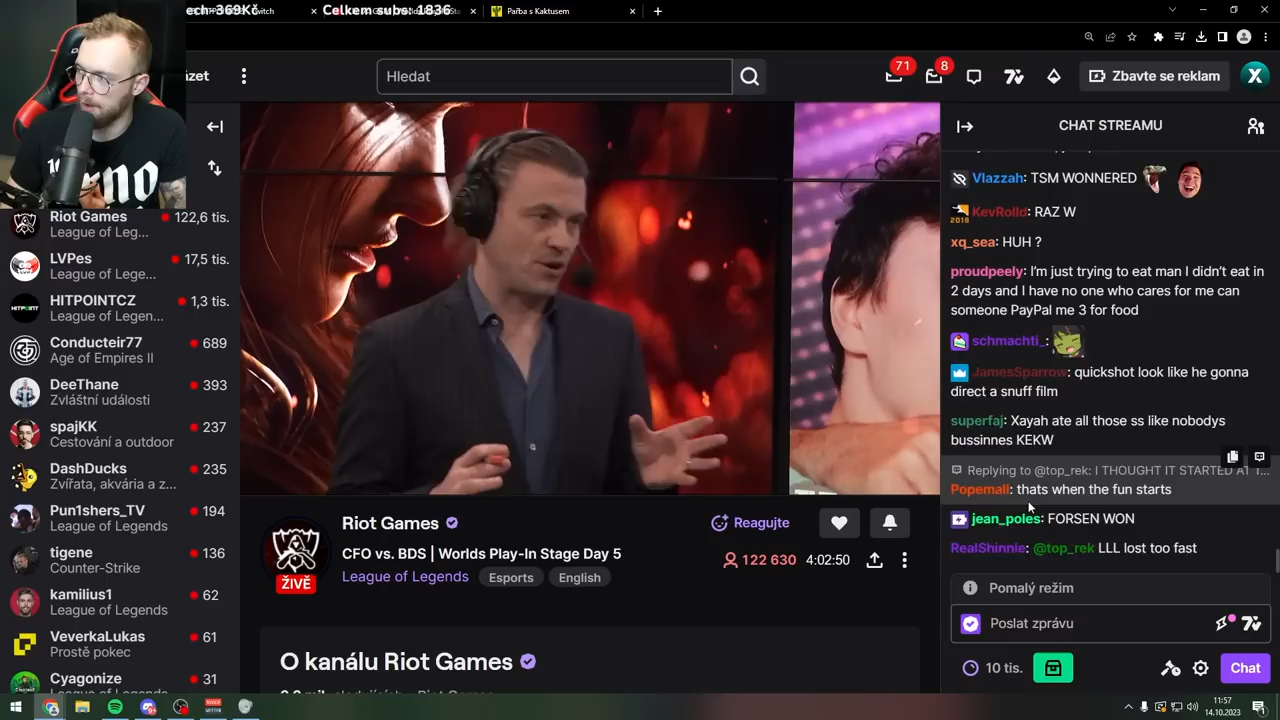 ech-369Kč
Celkem subs: 1836
itch
Pařba s Kaktusem
ázet
Hledat
71
8
Zbavte se reklam
X
Riot Games
122,6 tis.
League of Leg...
LVPes
17,5 tis.
League of Lege...
HITPOINTCZ
1,3 tis.
League of Legen...
Conducteir77
689
Age of Empires II
DeeThane
393
Zvláštní události
spajKK
237
Cestování a outdoor
DashDucks
235
Zvířata, akvária a z...
Pun1shers_TV
194
League of Legends
tigene
136
Counter-Strike
kamilius1
62
League of Legends
VeverkaLukas
61
Prostě pokec
Cyagonize
31
Riot Games
Reagujte
CFO vs. BDS | Worlds Play-In Stage Day 5
122 630
4:02:50
League of Legends
Esports
English
ŽIVĚ
O kanálu Riot Games
CHAT STREAMU
Vlazzah: TSM WONNERED
KevRolld: RAZ W
xq_sea: HUH ?
proudpeely: I'm just trying to eat man I didn't eat in
2 days and I have no one who cares for me can
someone PayPal me 3 for food
schmachti_:
JamesSparrow: quickshot look like he gonna
direct a snuff film
superfaj: Xayah ate all those ss like nobodys
bussinnes KEKW
Replying to @top_rek: I THOUGHT IT STARTED AT 1...
Popemall: thats when the fun starts
jean_poles: FORSEN WON
RealShinnie: @top_rek LLL lost too fast
Pomalý režim
Poslat zprávu
10 tis.
Chat
11:57
14.10.2023